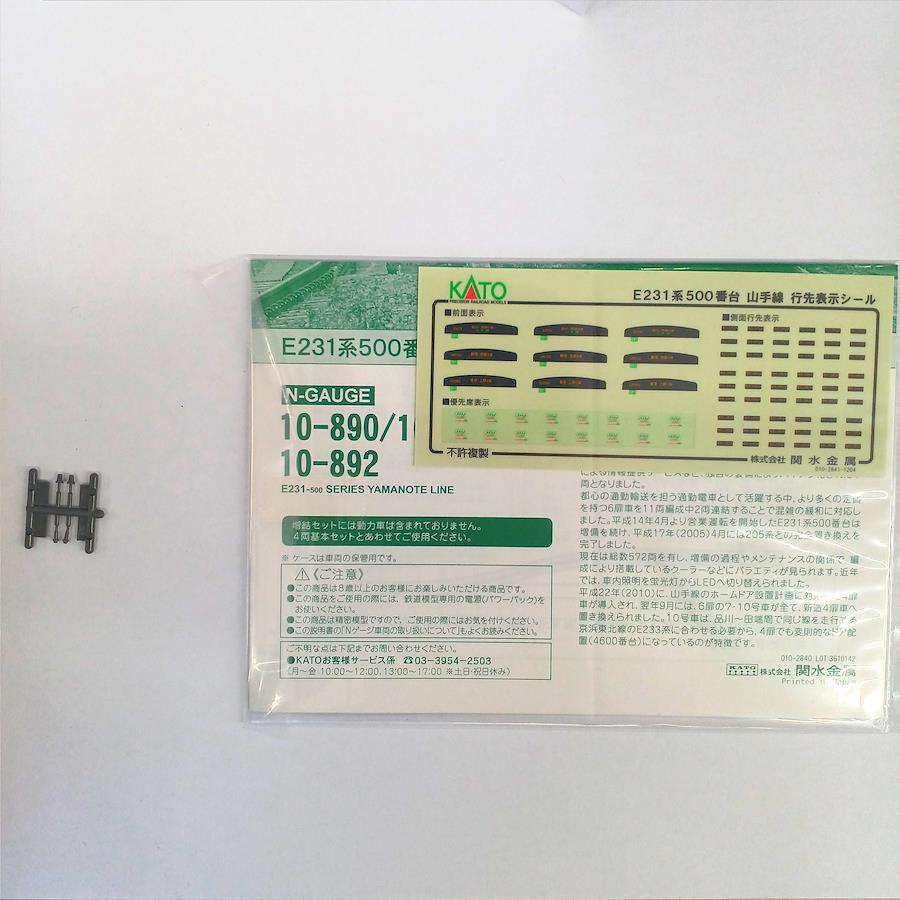 KATO
PRECISION RAILROAD MODELS
E231系500番台 山手線 行先表示シール
■前面表示
■側面行先表示
■優先席表示
不許複製
株式会社 関水金属
010-2841-1204
E231系500番
N-GAUGE
10-890/1
10-892
E231-500 SERIES YAMANOTE LINE
増結セットには動力車は含まれておりません。
4両基本セットとあわせてご使用ください。
※ ケースは車両の保管用です。
⚠《ご注意》
●この商品は8歳以上のお客様にお楽しみいただける商品です。
●この商品をご使用の際には、鉄道模型専用の電源(パワーパック)を
お使いください。
●この商品は精密模型ですので、ご使用の際にはお気を付けください。
●この説明書の「Nゲージ車両の取り扱いについて」もよくお読みください。
ご不明な点は下記までお問い合わせください。
●KATOお客様サービス係 ☎03-3954-2503
(月~金 10:00~12:00,13:00~17:00 ※土日・祝日休み)
両となりました。
都心の通勤輸送を担う通勤電車として活躍する中、より多くの定員
を持つ6扉車を11両編成中2両連結することで混雑の緩和に対応し
ました。平成14年4月より営業運転を開始したE231系500番台は
増備を続け、平成17年(2005)4月には205系との完全置き換えを
完了しました。
現在は総数572両を有し、増備の過程やメンテナンスの関係で、編
成により搭載しているクーラーなどにバラエティが見られます。近年
では、車内照明を蛍光灯からLEDへ切り替えられました。
平成22年(2010)に、山手線のホームドア設置計画に対
車が導入され、翌年9月には、6扉の7・10号車が全て、新造4扉車へ
置き換えられました。10号車は、品川~田端間で同じ線を走行する
京浜東北線のE233系に合わせる必要から、4扉でも変則的なドア配
置(4600番台)になっているのが特徴です。
010-2840 LOT.3610142
KATO 株式会社 関水金属
Printed in Japan